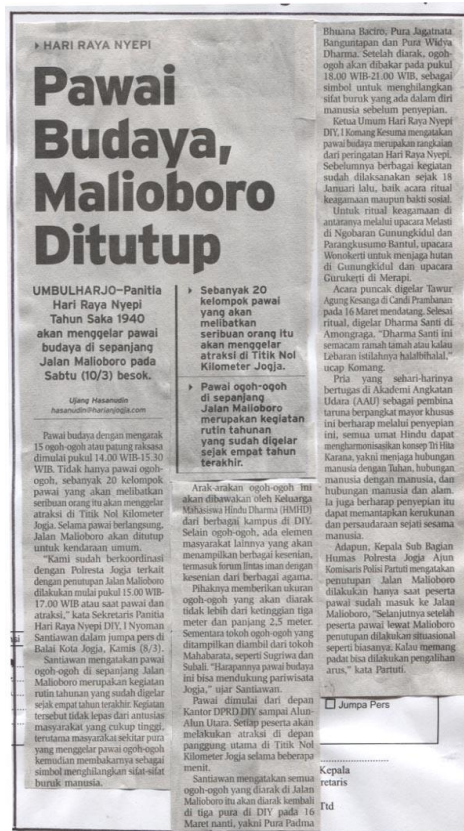 HARI RAYA NYEPI
Pawai
Budaya,
Malioboro
Ditutup
UMBULHARJO–Panitia
Hari Raya Nyepi
Tahun Saka 1940
akan menggelar pawai
budaya di sepanjang
Jalan Malioboro pada
Sabtu (10/3) besok.
Ujang Hasanudin
hasanudin@harianjogja.com
Sebanyak 20
kelompok pawai
yang akan
melibatkan
seribuan orang itu
akan menggelar
atraksi di Titik Nol
Kilometer Jogja.
Pawai ogoh-ogoh
di sepanjang
Jalan Malioboro
merupakan kegiatan
rutin tahunan
yang sudah digelar
sejak empat tahun
terakhir.
Pawai budaya dengan mengarak
15 ogoh-ogoh atau patung raksasa
dimulai pukul 14.00 WIB-15.30
WIB. Tidak hanya pawai ogoh-
ogoh, sebanyak 20 kelompok
pawai yang akan melibatkan
seribuan orang itu akan menggelar
atraksi di Titik Nol Kilometer
Jogja. Selama pawai berlangsung,
Jalan Malioboro akan ditutup
untuk kendaraan umum.
"Kami sudah berkoordinasi
dengan Polresta Jogja terkait
dengan penutupan Jalan Malioboro
dilakukan mulai pukul 15.00 WIB-
17.00 WIB atau saat pawai dan
atraksi," kata Sekretaris Panitia
Hari Raya Nyepi DIY, I Nyoman
Santiawan dalam jumpa pers di
Balai Kota Jogja, Kamis (8/3).
Santiawan mengatakan pawai
ogoh-ogoh di sepanjang Jalan
Malioboro merupakan kegiatan
rutin tahunan yang sudah digelar
sejak empat tahun terakhir. Kegiatan
tersebut tidak lepas dari antusias
masyarakat yang cukup tinggi,
terutama masyarakat sekitar pura
yang menggelar pawai ogoh-ogoh
kemudian membakarnya sebagai
simbol menghilangkan sifat-sifat
buruk manusia.
Arak-arakan ogoh-ogoh ini
akan dibawakan oleh Keluarga
Mahasiswa Hindu Dharma (HMHD)
dari berbagai kampus di DIY.
Selain ogoh-ogoh, ada elemen
masyarakat lainnya yang akan
menampilkan berbagai kesenian,
termasuk forum lintas iman dengan
kesenian dari berbagai agama.
Pihaknya memberikan ukuran
ogoh-ogoh yang akan diarak
tidak lebih dari ketinggian tiga
meter dan panjang 2,5 meter.
Sementara tokoh ogoh-ogoh yang
ditampilkan diambil dari tokoh
Mahabarata, seperti Sugriwa dan
Subali. "Harapannya pawai budaya
ini bisa mendukung pariwisata
Jogja," ujar Santiawan.
Pawai dimulai dari depan
Kantor DPRD DIY sampai Alun-
Alun Utara. Setiap peserta akan
melakukan atraksi di depan
panggung utama di Titik Nol
Kilometer Jogja selama beberapa
menit.
Santiawan mengatakan semua
ogoh-ogoh yang diarak di Jalan
Malioboro itu akan diarak kembali
di tiga pura di DIY pada 16
Maret nanti, yakni Pura Padma
Bhuana Baciro, Pura Jagatnata
Banguntapan dan Pura Widya
Dharma. Setelah diarak, ogoh-
ogoh akan dibakar pada pukul
18.00 WIB-21.00 WIB, sebagai
simbol untuk menghilangkan
sifat buruk yang ada dalam diri
manusia sebelum penyepian.
Ketua Umum Hari Raya Nyepi
DIY, I Komang Kesuma mengatakan
pawai budaya merupakan rangkaian
dari peringatan Hari Raya Nyepi.
Sebelumnya berbagai kegiatan
sudah dilaksanakan sejak 18
Januari lalu, baik acara ritual
keagamaan maupun bakti sosial.
Untuk ritual keagamaan di
antaranya melalui upacara Melasti
di Ngobaran Gunungkidul dan
Parangkusumo Bantul, upacara
Wonokerti untuk menjaga hutan
di Gunungkidul dan upacara
Gurukerti di Merapi.
Acara puncak digelar Tawur
Agung Kesanga di Candi Prambanan
pada 16 Maret mendatang. Selesai
ritual, digelar Dharma Santi di
Amongraga. "Dharma Santi ini
semacam ramah tamah atau kalau
Lebaran istilahnya halalbihalal,"
ucap Komang.
Pria yang sehari-harinya
bertugas di Akademi Angkatan
Udara (AAU) sebagai pembina
taruna berpangkat mayor khusus
ini berharap melalui penyepian
ini, semua umat Hindu dapat
mengharmonisasikan konsep Tri Hita
Karana, yakni menjaga hubungan
manusia dengan Tuhan, hubungan
manusia dengan manusia, dan
hubungan manusia dan alam.
Ia juga berharap penyepian itu
dapat memantapkan kerukunan
dan persaudaraan sejati sesama
manusia.
Adapun, Kepala Sub Bagian
Humas Polresta Jogja Ajun
Komisaris Polisi Partuti mengatakan
penutupan Jalan Malioboro
dilakukan hanya saat peserta
pawai sudah masuk ke Jalan
Malioboro, "Selanjutnya setelah
peserta pawai lewat Malioboro
penutupan dilakukan situasional
seperti biasanya. Kalau memang
padat bisa dilakukan pengalihan
arus," kata Partuti.
Jumpa Pers
Kepala
retaris
Ttd